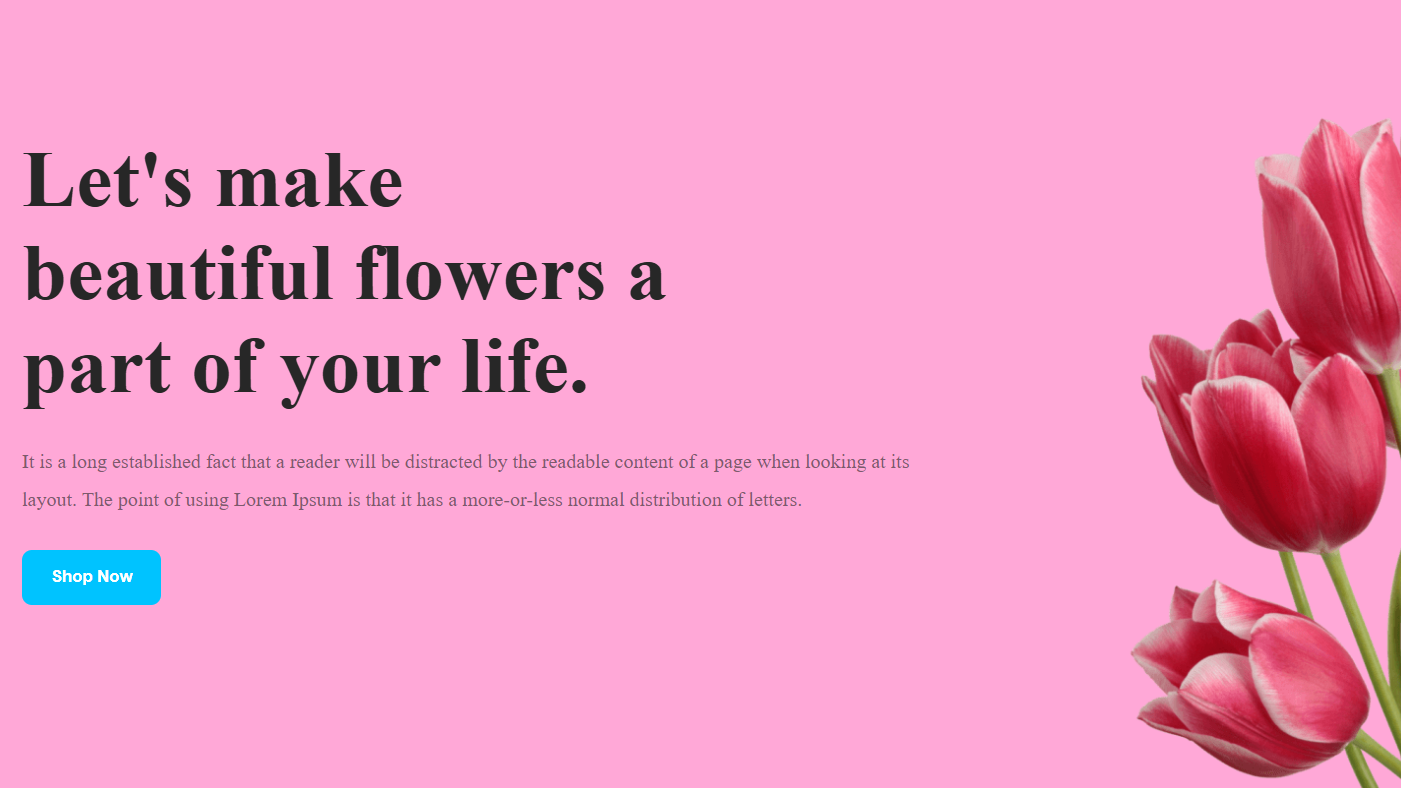 Let's make
beautiful flowers a
part of your life.
It is a long established fact that a reader will be distracted by the readable content of a page when looking at its
layout. The point of using Lorem Ipsum is that it has a more-or-less normal distribution of letters.
Shop Now